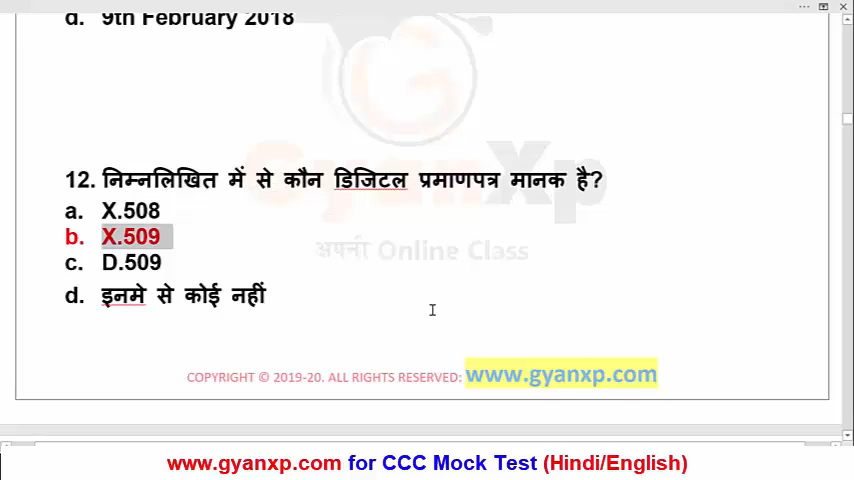 d. 9th February 2018
GyanXp
अपनी Online Class
12. निम्नलिखित में से कौन डिजिटल प्रमाणपत्र मानक है?
a. X.508
b. X.509
c. D.509
d. इनमे से कोई नहीं
COPYRIGHT © 2019-20. ALL RIGHTS RESERVED: www.gyanxp.com
www.gyanxp.com for CCC Mock Test (Hindi/English)